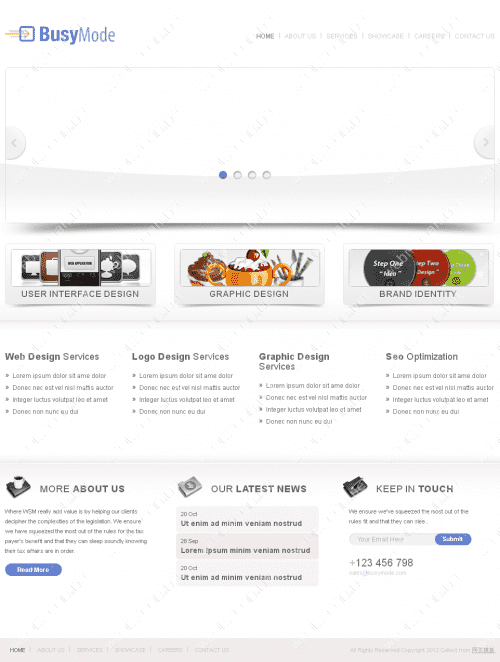 BusyMode
HOME | ABOUT US | SERVICES | SHOWCASE | CAREERS | CONTACT US
WEB APPLICATION
Step One
"Idea"
Step Two
Design "
USER INTERFACE DESIGN
GRAPHIC DESIGN
BRAND IDENTITY
Web Design Services
» Lorem ipsum dolor sit ame dolor
» Donec nec est vel nisl mattis auctor
» Integer luctus volutpat leo et amet
» Donec non nunc eu dui
Logo Design Services
» Lorem ipsum dolor sit ame dolor
» Donec nec est vel nisl mattis auctor
» Integer luctus volutpat leo et amet
» Donec non nunc eu dui
Graphic Design
Services
» Lorem ipsum dolor sit ame dolor
» Donec nec est vel nisl mattis auctor
» Integer luctus volutpat leo et amet
» Donec non nunc eu dui
Seo Optimization
» Lorem ipsum dolor sit ame dolor
» Donec nec est vel nisl mattis auctor
» Integer luctus volutpat leo et amet
» Donec non nunc eu dui
MORE ABOUT US
Where WSM really add value is by helping our clients
decipher the complexities of the legislation. We ensure
we have squeezed the most out of the rules for the tax
payer's benefit and that they can sleep soundly knowing
their tax affairs are in order.
Read More
OUR LATEST NEWS
20 Oct
Ut enim ad minim veniam nostrud
28 Sep
Lorem ipsum minim veniam nostrud
20 Oct
Ut enim ad minim veniam nostrud
KEEP IN TOUCH
We ensure we've squeezed the most out of the
rules fit and that they can slee .
Your Email Here
Submit
+123 456 798
sales@busymode.com
HOME | ABOUT US | SERVICES | SHOWCASE | CAREERS | CONTACT US
All Rights Reserved Copyright 2012 Collect from 网页模板